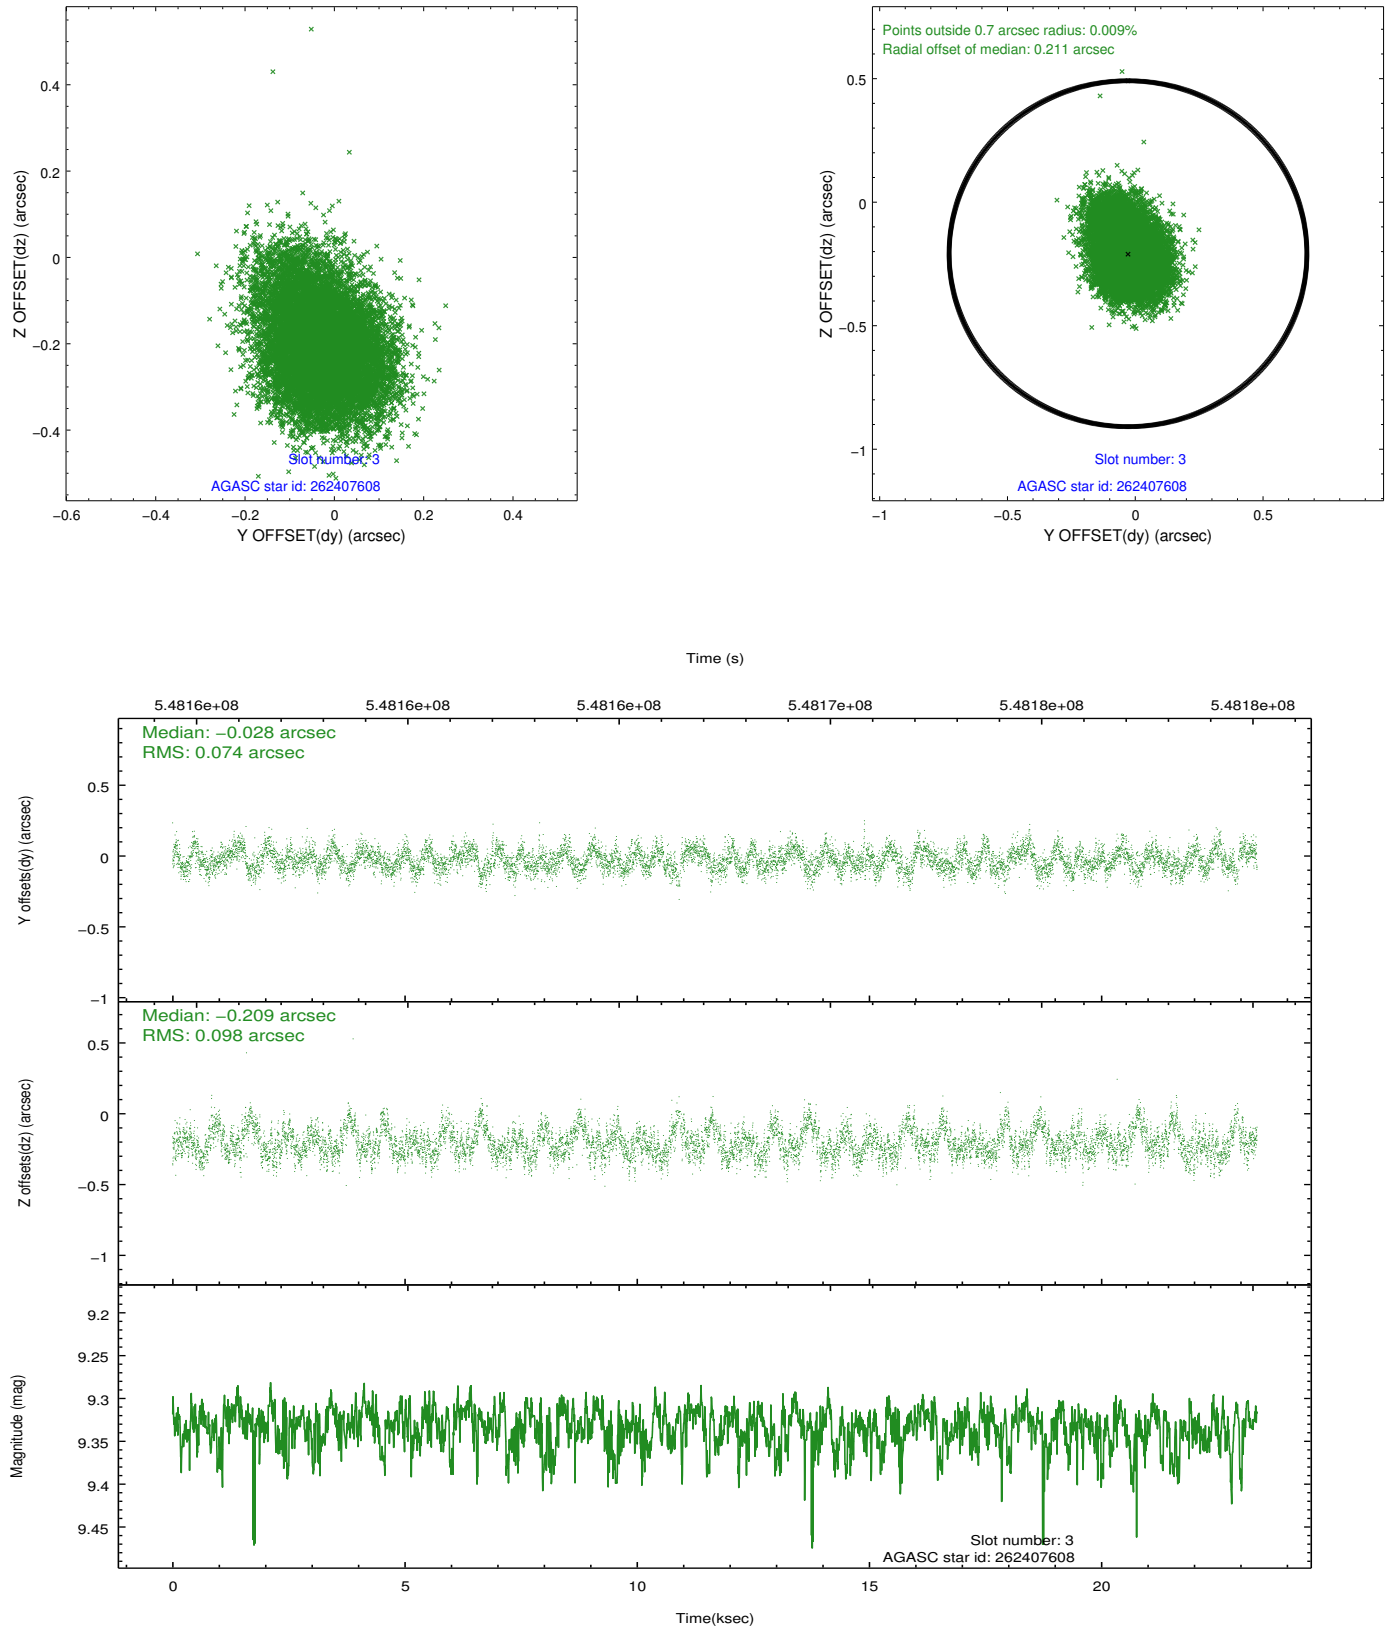 0.4
0.2
0
−0.2
−0.4
Z OFFSET(dz) (arcsec)
Slot number: 3
AGASC star id: 262407608
−0.6 −0.4 −0.2 0 0.2 0.4
Y OFFSET(dy) (arcsec)
Points outside 0.7 arcsec radius: 0.009%
Radial offset of median: 0.211 arcsec
0.5
0
−0.5
−1
Z OFFSET(dz) (arcsec)
Slot number: 3
AGASC star id: 262407608
−1 −0.5 0 0.5
Y OFFSET(dy) (arcsec)
Time (s)
5.4816e+08 5.4816e+08 5.4816e+08 5.4817e+08 5.4818e+08 5.4818e+08
Median: −0.028 arcsec
RMS: 0.074 arcsec
0.5
0
−0.5
−1
Y offsets(dy) (arcsec)
Median: −0.209 arcsec
RMS: 0.098 arcsec
0.5
0
−0.5
−1
Z offsets(dz) (arcsec)
9.2
9.25
9.3
9.35
9.4
9.45
Magnitude (mag)
Slot number: 3
AGASC star id: 262407608
0 5 10 15 20
Time(ksec)